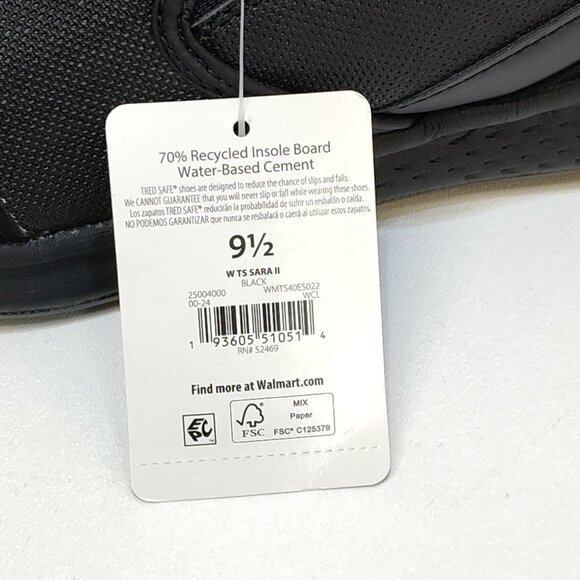 70% Recycled Insole Board
Water-Based Cement
TRED SAFE® shoes are designed to reduce the chance of slips and falls.
We CANNOT GUARANTEE that you will never slip or fall while wearing these shoes.
Los zapatos TRED SAFE® reducirán la probabilidad de sufrir un resbalón o caída.
NO PODEMOS GARANTIZAR que nunca se resbalará o caerá al utilizar estos zapatos.
9½
W TS SARA II
BLACK
25004000 WMTS40ES022
00-24 WCL
1 93605 51051 4
RN# 52469
Find more at Walmart.com
EPC
FSC
MIX
Paper
FSC® C125379